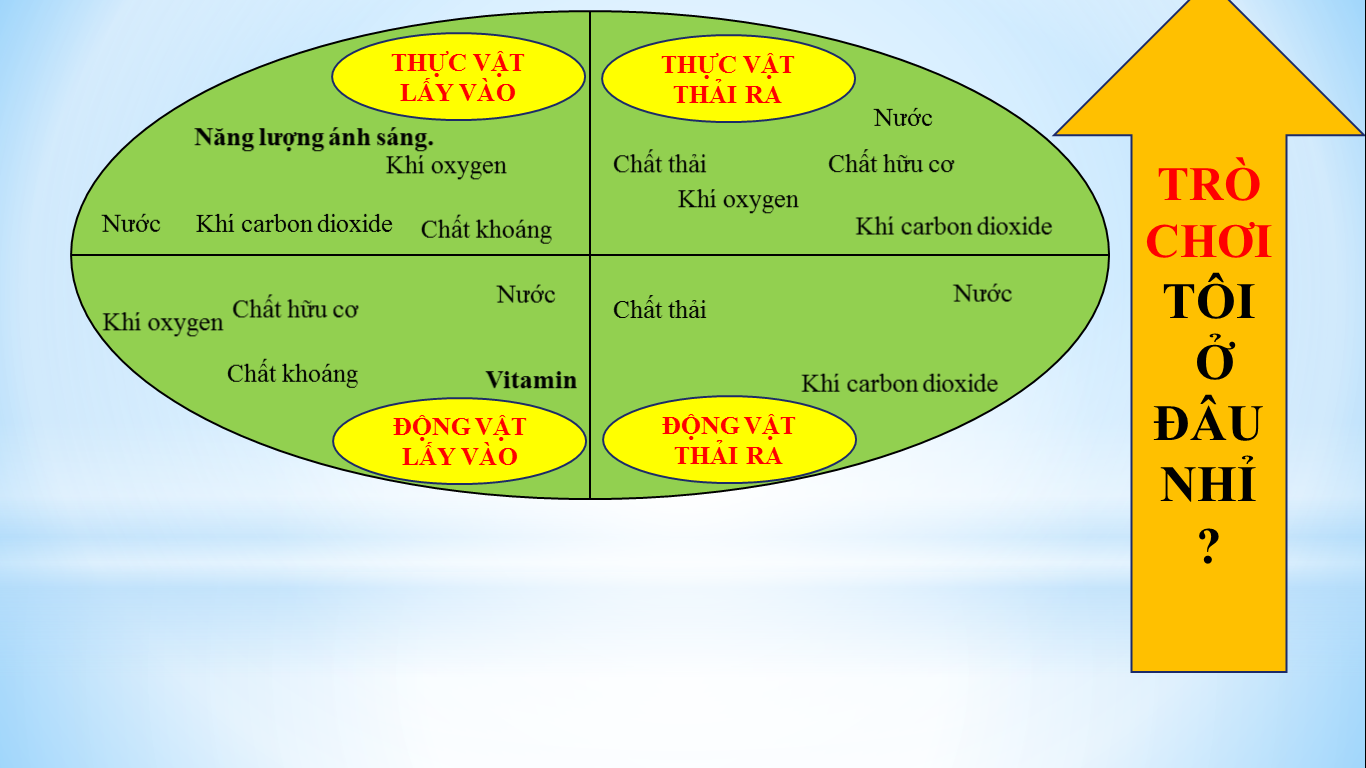 THỰC VẬT
LẤY VÀO
Năng lượng ánh sáng.
Khí oxygen
Nước
Khí carbon dioxide
Chất khoáng
THỰC VẬT
THẢI RA
Nước
Chất thải
Chất hữu cơ
Khí oxygen
Khí carbon dioxide
Nước
Chất hữu cơ
Khí oxygen
Chất khoáng
Vitamin
ĐỘNG VẬT
LẤY VÀO
Nước
Chất thải
Khí carbon dioxide
ĐỘNG VẬT
THẢI RA
TRÒ
CHƠI
TÔI
Ở
ĐÂU
NHỈ
?